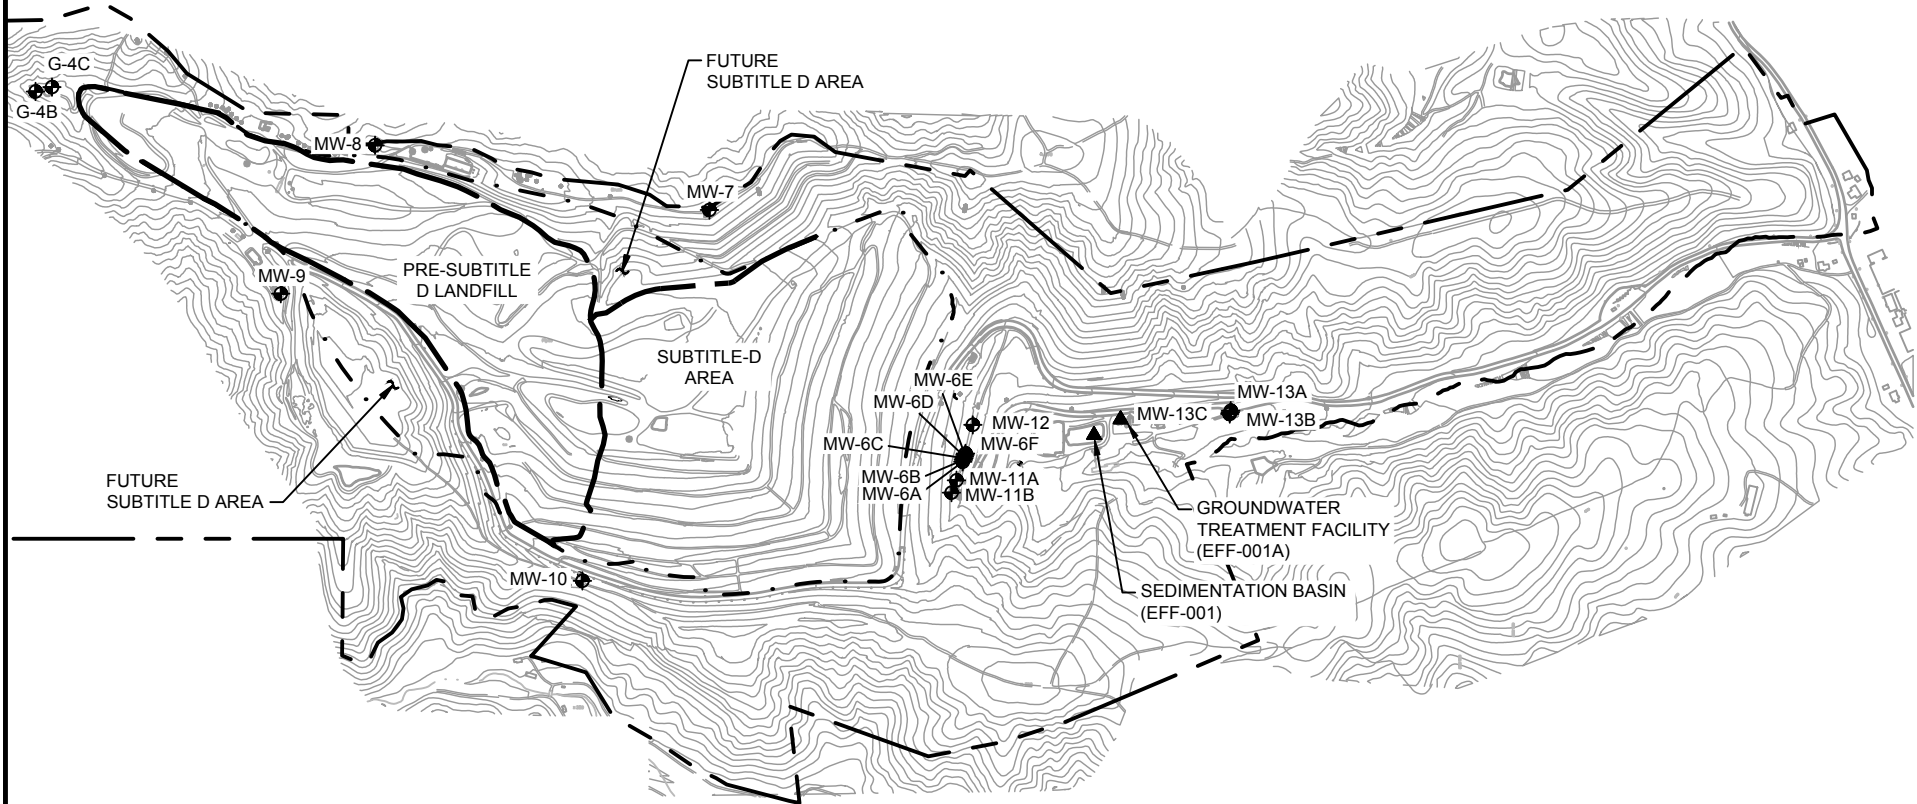 FUTURE
SUBTITLE D AREA
G-4C
G-4B
MW-8
MW-7
PRE-SUBTITLE
D LANDFILL
MW-9
SUBTITLE-D
AREA
MW-6E
MW-6D
MW-13A
MW-13C
MW-13B
MW-12
MW-6C
MW-6F
MW-6B
MW-11A
MW-6A
MW-11B
FUTURE
SUBTITLE D AREA
GROUNDWATER
TREATMENT FACILITY
(EFF-001A)
MW-10
SEDIMENTATION BASIN
(EFF-001)